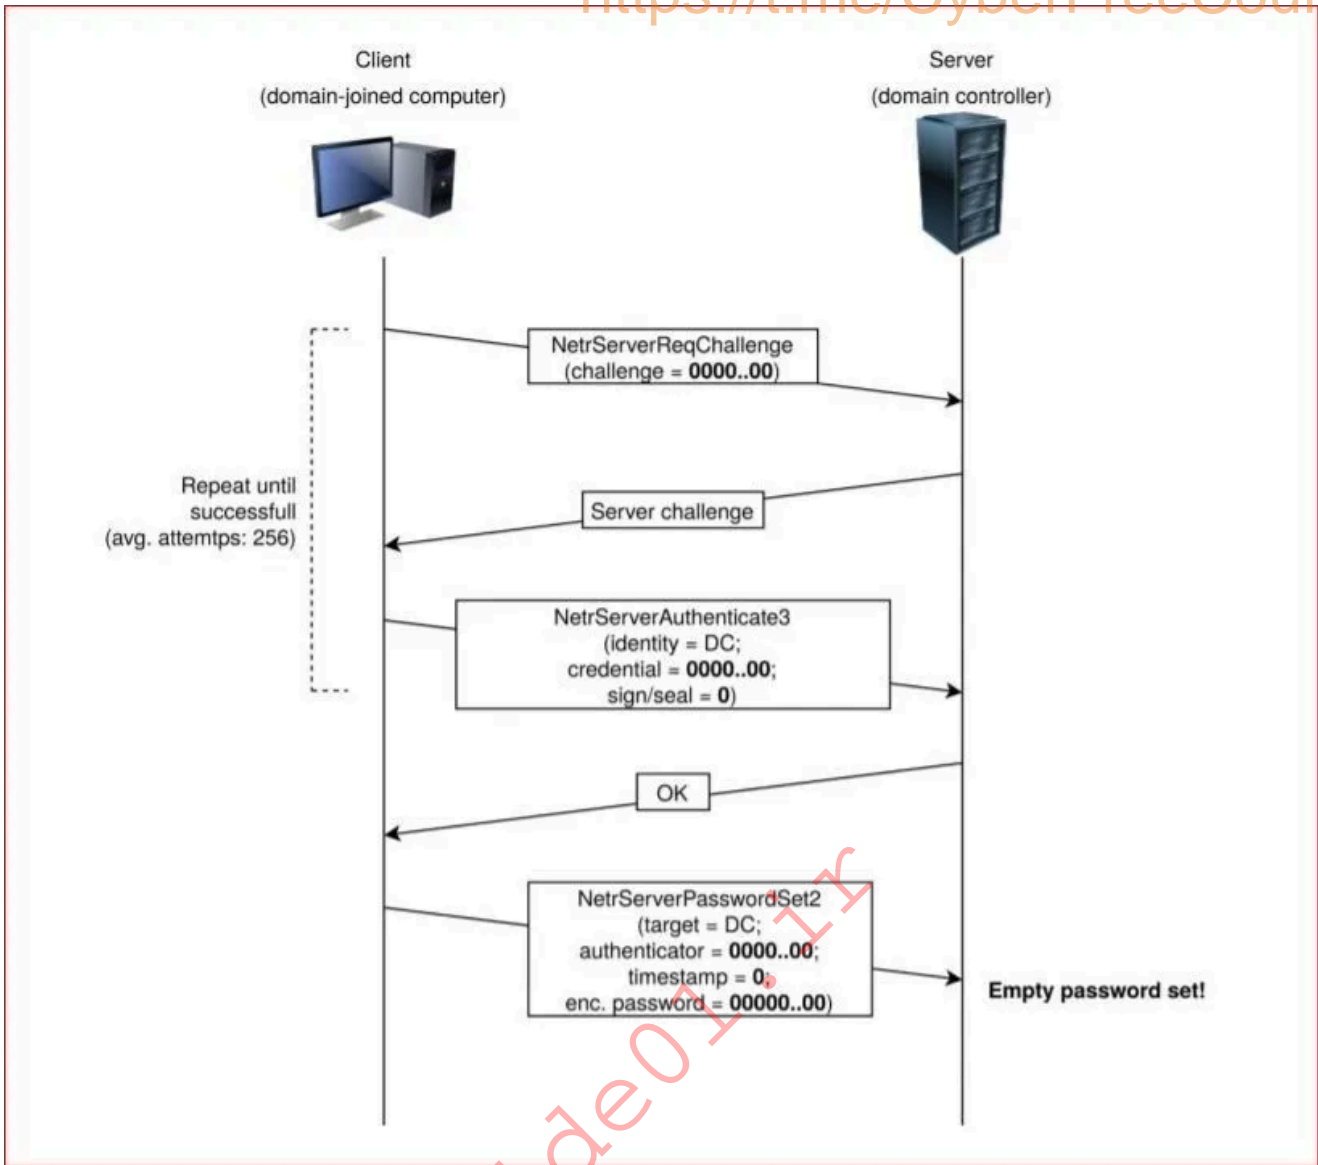 Client
(domain-joined computer)
Server
(domain controller)
NetrServerReqChallenge
(challenge = 0000..00)
Repeat until
successfull
(avg. attemtps: 256)
Server challenge
NetrServerAuthenticate3
(identity = DC;
credential = 0000..00;
sign/seal = 0)
OK
NetrServerPasswordSet2
(target = DC;
authenticator = 0000..00;
timestamp = 0;
enc. password = 00000..00)
Empty password set!